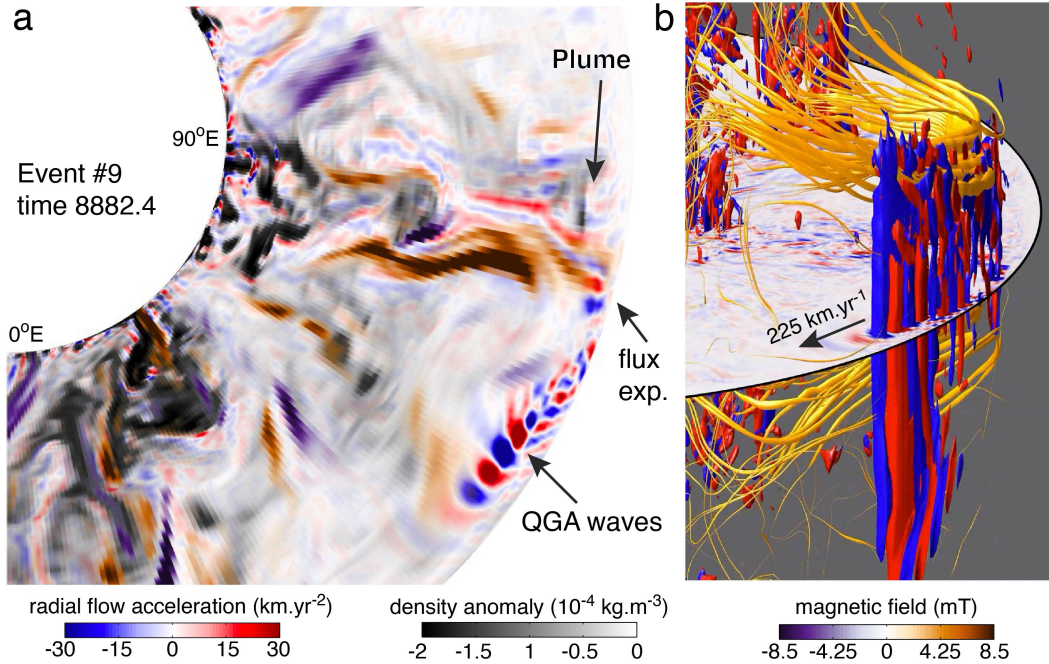 a
b
Plume
90°E
Event #9
time 8882.4
0°E
225 km.yr⁻¹
flux
exp.
QGA waves
radial flow acceleration (km.yr⁻²)
-30 -15 0 15 30
density anomaly (10⁻⁴ kg.m⁻³)
-2 -1.5 1 -0.5 0
magnetic field (mT)
-8.5 -4.25 0 4.25 8.5